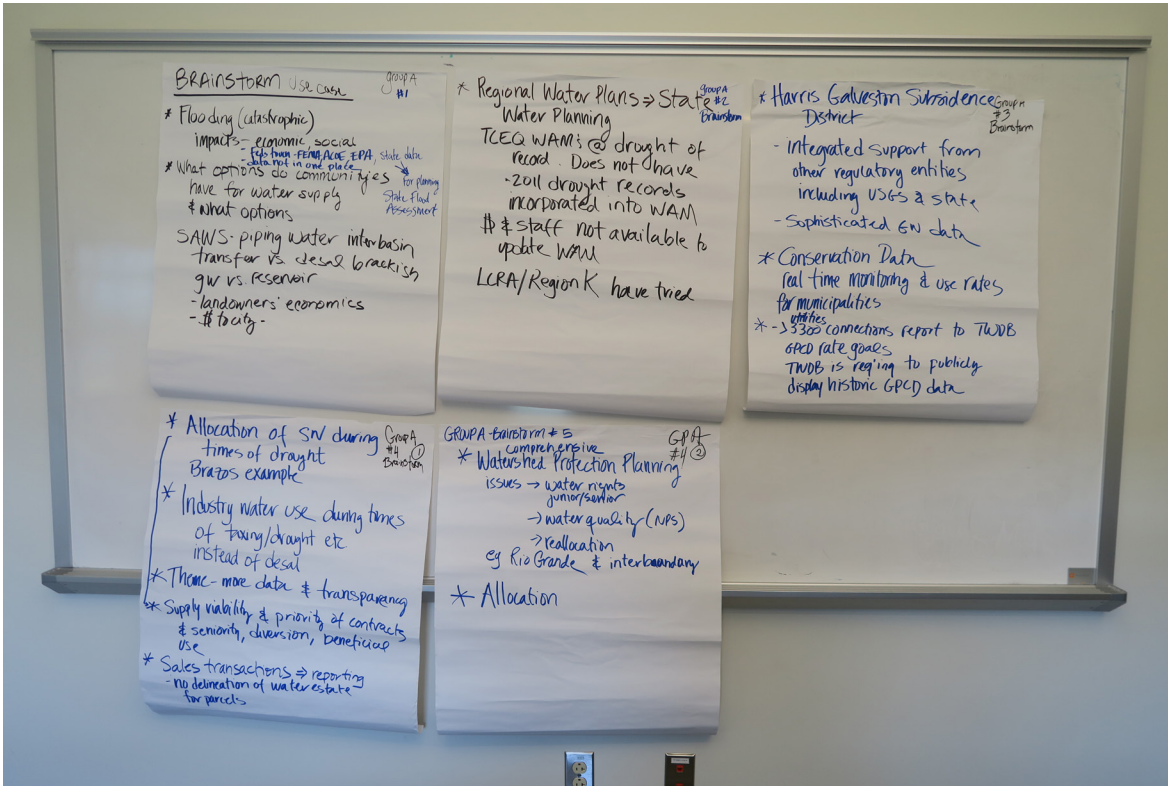 BRAINSTORM Use case
group A
#1
* Flooding (catastrophic)
impacts - economic, social
Feds town - FEMA, ACOE, EPA, state data
- data not in one place
* What options do communities
have for water supply
& what options
for planning
State Flood
Assessment
SAWS - piping water interbasin
transfer vs. desal brackish
gw vs. reservoir
- landowners' economics
- $ to city -
* Regional Water Plans ⇒ State
Water Planning
group A
#2
Brainstorm
TCEQ WAMs @ drought of
record. Does not have
- 2011 drought records
incorporated into WAM
$ & staff not available to
update WAM
LCRA/Region K have tried
* Harris Galveston Subsidence
District
Group A
#3
Brainstorm
- integrated support from
other regulatory entities
including USGS & state
- Sophisticated GW data
* Conservation Data
real time monitoring & use rates
for municipalities
utilities
* - >3300 connections report to TWDB
GPCD rate goals
TWDB is req'ing to publicly
display historic GPCD data
* Allocation of SW during
times of drought
Brazos example
Group A
#4 ①
Brainstorm
* Industry water use during times
of taxing/drought etc
instead of desal
* Theme - more data & transparency
* Supply viability & priority of contracts
& seniority, diversion, beneficial
use
* Sales transactions ⇒ reporting
- no delineation of water estate
for parcels
GROUP A - Brainstorm # 5
GPA
#4 ②
comprehensive
* Watershed Protection Planning
issues → water rights
junior/senior
→ water quality (NPS)
→ reallocation
eg Rio Grande & interboundary
* Allocation